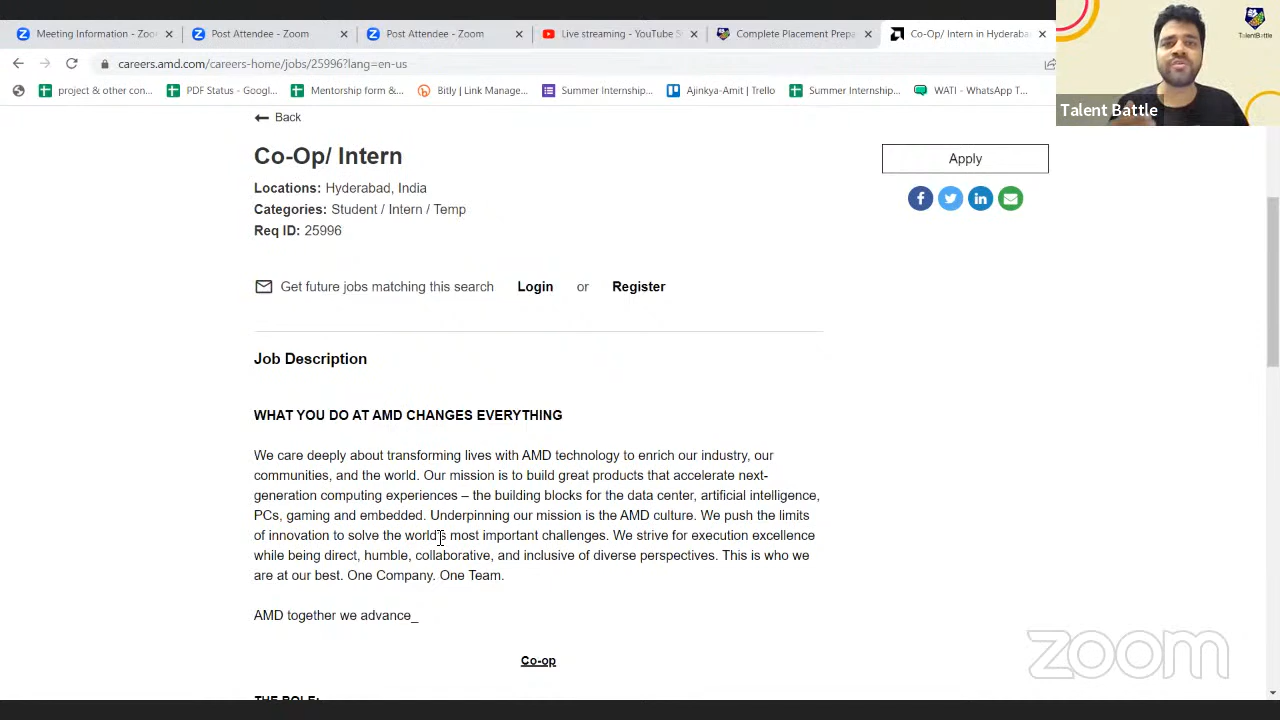 Meeting Information - Zoo
Post Attendee - Zoom
Post Attendee - Zoom
Live streaming - YouTube S
Complete Placement Prepa
Co-Op/ Intern in Hyderaba
careers.amd.com/careers-home/jobs/25996?lang=en-us
project & other con...
PDF Status - Googl...
Mentorship form &...
Bitly | Link Manage...
Summer Internship...
Ajinkya-Amit | Trello
Summer Internship...
WATI - WhatsApp T...
TalentBattle
Talent Battle
Back
Co-Op/ Intern
Apply
Locations: Hyderabad, India
Categories: Student / Intern / Temp
Req ID: 25996
Get future jobs matching this search Login or Register
Job Description
WHAT YOU DO AT AMD CHANGES EVERYTHING
We care deeply about transforming lives with AMD technology to enrich our industry, our
communities, and the world. Our mission is to build great products that accelerate next-
generation computing experiences – the building blocks for the data center, artificial intelligence,
PCs, gaming and embedded. Underpinning our mission is the AMD culture. We push the limits
of innovation to solve the world's most important challenges. We strive for execution excellence
while being direct, humble, collaborative, and inclusive of diverse perspectives. This is who we
are at our best. One Company. One Team.
AMD together we advance_
Co-op
THE ROLE:
zoom